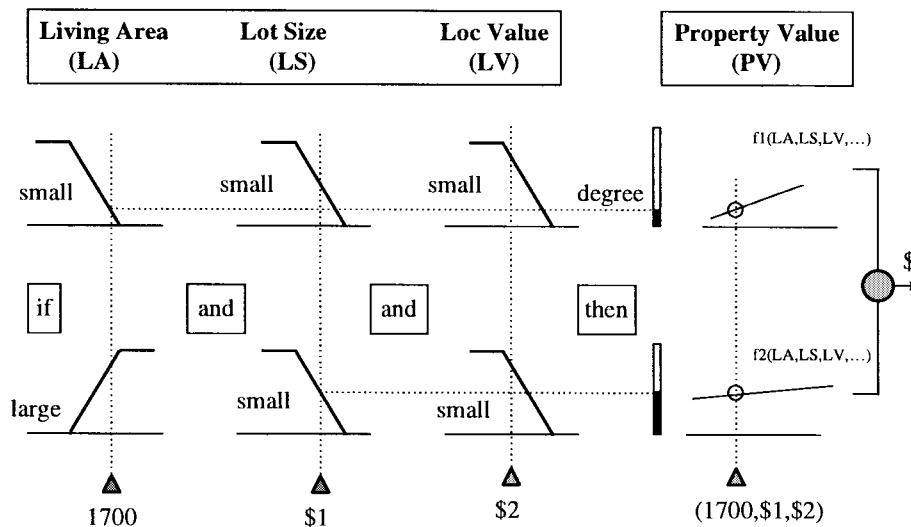 Living Area
(LA)
Lot Size
(LS)
Loc Value
(LV)
Property Value
(PV)
f1(LA,LS,LV,...)
small
small
small
degree
$
if
and
and
then
f2(LA,LS,LV,...)
large
small
small
1700
$1
$2
(1700,$1,$2)